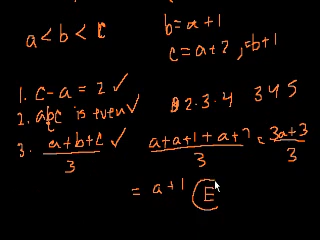 a < b < c
b = a + 1
c = a + 2, = b + 1
1. c - a = 2 ✓
2. abc is even ✓
2·3·4 3 4 5
3. a+b+c/3 ✓
a+a+1+a+2/3 = 3a+3/3
= a+1 E